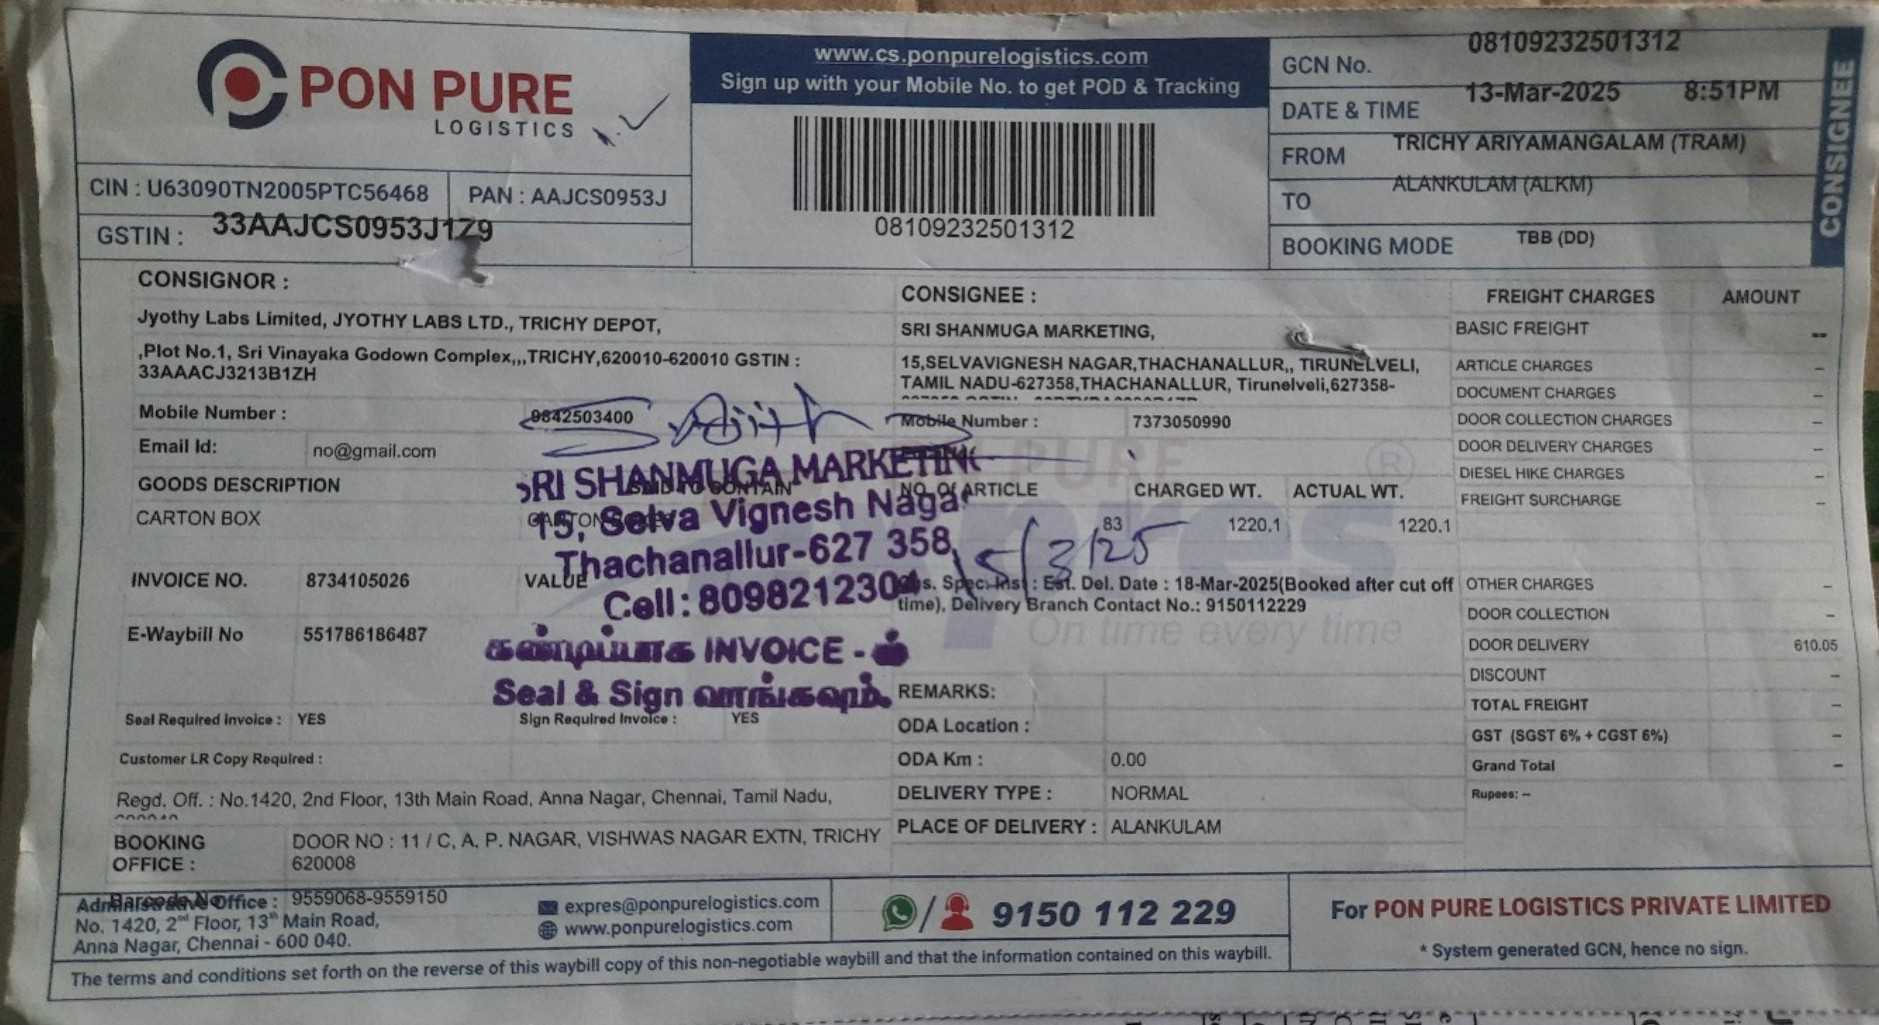 PON PURE
LOGISTICS
CIN : U63090TN2005PTC56468
PAN : AAJCS0953J
GSTIN : 33AAJCS0953J1Z9
www.cs.ponpurelogistics.com
Sign up with your Mobile No. to get POD & Tracking
08109232501312
GCN No. 08109232501312
DATE & TIME 13-Mar-2025 8:51PM
FROM TRICHY ARIYAMANGALAM (TRAM)
TO ALANKULAM (ALKM)
BOOKING MODE TBB (DD)
CONSIGNEE
CONSIGNOR :
Jyothy Labs Limited, JYOTHY LABS LTD., TRICHY DEPOT,
,Plot No.1, Sri Vinayaka Godown Complex,,,TRICHY,620010-620010 GSTIN :
33AAACJ3213B1ZH
Mobile Number : 9842503400
Email Id: no@gmail.com
CONSIGNEE :
SRI SHANMUGA MARKETING,
15,SELVAVIGNESH NAGAR,THACHANALLUR,, TIRUNELVELI,
TAMIL NADU-627358,THACHANALLUR, Tirunelveli,627358-
Mobile Number : 7373050990
GOODS DESCRIPTION
CARTON BOX
NO. Of ARTICLE
83
CHARGED WT.
1220.1
ACTUAL WT.
1220.1
INVOICE NO. 8734105026
VALUE
E-Waybill No 551786186487
SRI SHANMUGA MARKETING
15, Selva Vignesh Nagar
Thachanallur-627 358
Cell : 8098212304
INVOICE -
Seal & Sign
15/3/25
Spec. Inst : Est. Del. Date : 18-Mar-2025(Booked after cut off
time), Delivery Branch Contact No.: 9150112229
PON PURE
On time every time
Seal Required Invoice : YES
Sign Required Invoice : YES
Customer LR Copy Required :
REMARKS:
ODA Location :
ODA Km : 0.00
DELIVERY TYPE : NORMAL
PLACE OF DELIVERY : ALANKULAM
FREIGHT CHARGES AMOUNT
BASIC FREIGHT --
ARTICLE CHARGES –
DOCUMENT CHARGES –
DOOR COLLECTION CHARGES –
DOOR DELIVERY CHARGES –
DIESEL HIKE CHARGES –
FREIGHT SURCHARGE –
OTHER CHARGES –
DOOR COLLECTION –
DOOR DELIVERY 610.05
DISCOUNT –
TOTAL FREIGHT –
GST (SGST 6% + CGST 6%) –
Grand Total –
Rupees: --
Regd. Off. : No.1420, 2nd Floor, 13th Main Road, Anna Nagar, Chennai, Tamil Nadu,
BOOKING
OFFICE :
DOOR NO : 11 / C, A. P. NAGAR, VISHWAS NAGAR EXTN, TRICHY
620008
Barcode No 9559068-9559150
Administrative Office :
No. 1420, 2nd Floor, 13th Main Road,
Anna Nagar, Chennai - 600 040.
expres@ponpurelogistics.com
www.ponpurelogistics.com
9150 112 229
For PON PURE LOGISTICS PRIVATE LIMITED
* System generated GCN, hence no sign.
The terms and conditions set forth on the reverse of this waybill copy of this non-negotiable waybill and that the information contained on this waybill.